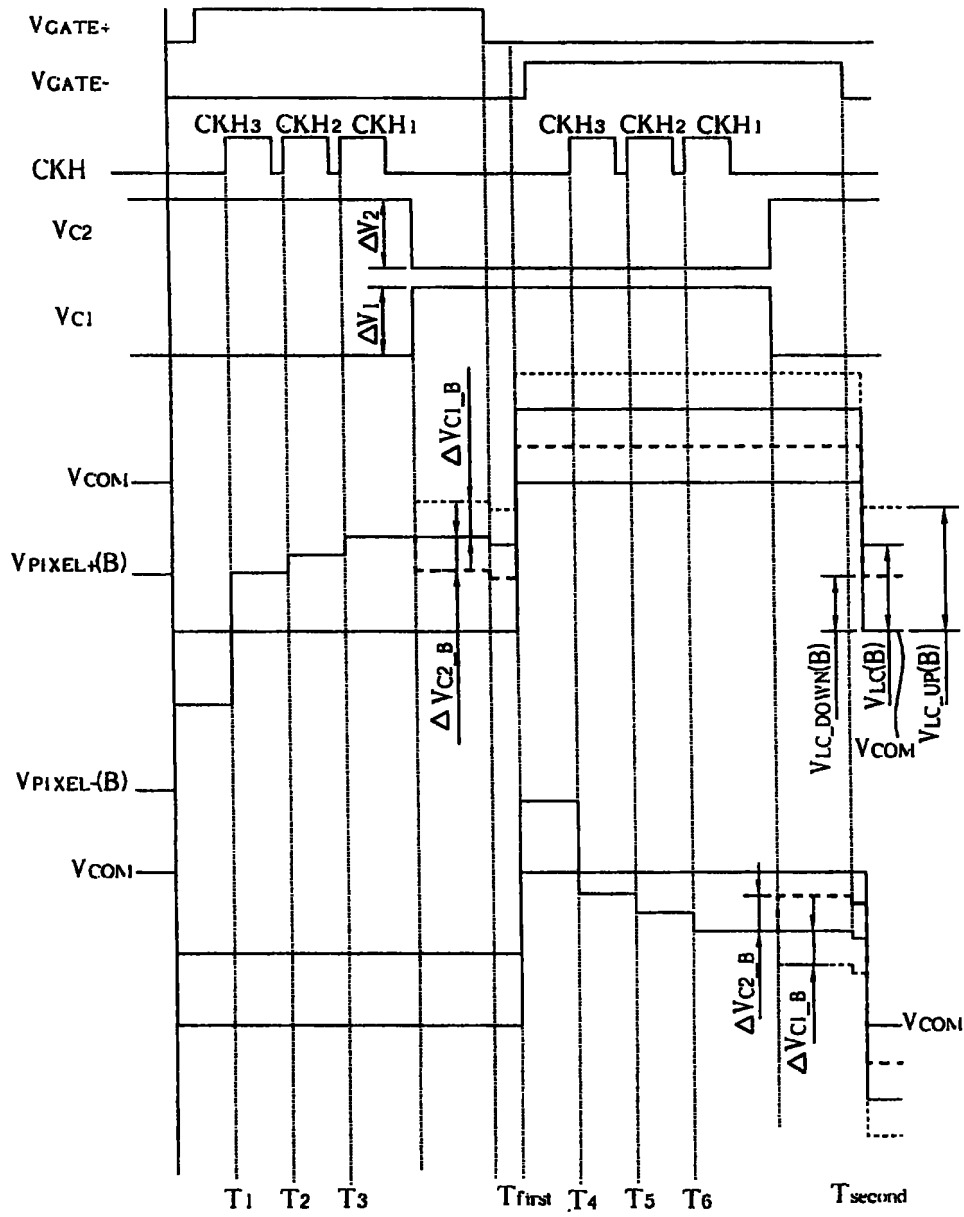 VGATE+
VGATE-
CKH3 CKH2 CKH1 CKH3 CKH2 CKH1
CKH
VC2
ΔV2
VC1
ΔV1
ΔVC1_B
VCOM
VPIXEL+(B)
ΔVC2_B
VLC_DOWN(B)
VLC(B)
VCOM
VLC_UP(B)
VPIXEL-(B)
VCOM
ΔVC2_B
ΔVC1_B
VCOM
T1 T2 T3 Tfirst T4 T5 T6 Tsecond